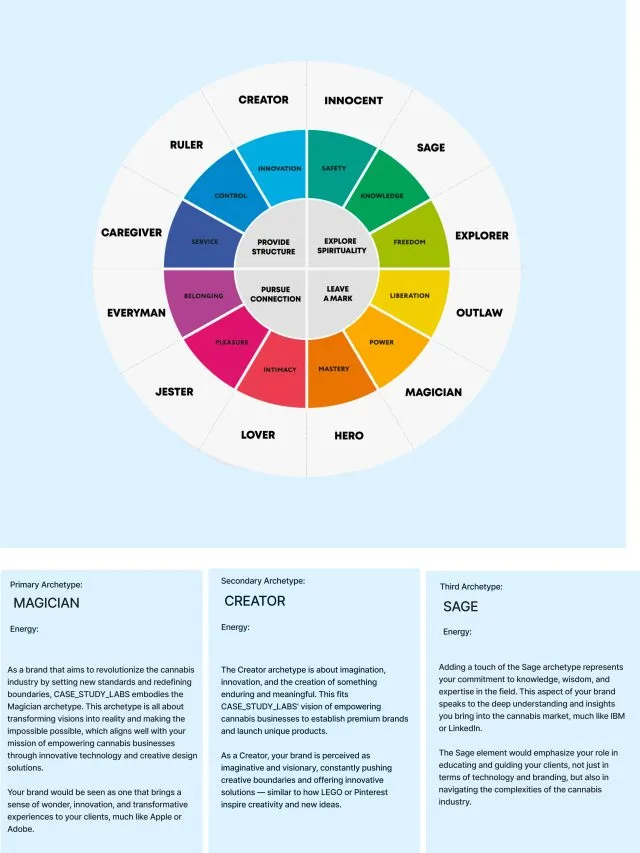 CREATOR
INNOCENT
RULER
SAGE
INNOVATION
SAFETY
CONTROL
KNOWLEDGE
CAREGIVER
EXPLORER
SERVICE
FREEDOM
PROVIDE
STRUCTURE
EXPLORE
SPIRITUALITY
PURSUE
CONNECTION
LEAVE
A MARK
BELONGING
LIBERATION
EVERYMAN
OUTLAW
PLEASURE
POWER
INTIMACY
MASTERY
JESTER
MAGICIAN
LOVER
HERO
Primary Archetype:
MAGICIAN
Energy:
As a brand that aims to revolutionize the cannabis
industry by setting new standards and redefining
boundaries, CASE_STUDY_LABS embodies the
Magician archetype. This archetype is all about
transforming visions into reality and making the
impossible possible, which aligns well with your
mission of empowering cannabis businesses
through innovative technology and creative design
solutions.
Your brand would be seen as one that brings a
sense of wonder, innovation, and transformative
experiences to your clients, much like Apple or
Adobe.
Secondary Archetype:
CREATOR
Energy:
The Creator archetype is about imagination,
innovation, and the creation of something
enduring and meaningful. This fits
CASE_STUDY_LABS' vision of empowering
cannabis businesses to establish premium brands
and launch unique products.
As a Creator, your brand is perceived as
imaginative and visionary, constantly pushing
creative boundaries and offering innovative
solutions — similar to how LEGO or Pinterest
inspire creativity and new ideas.
Third Archetype:
SAGE
Energy:
Adding a touch of the Sage archetype represents
your commitment to knowledge, wisdom, and
expertise in the field. This aspect of your brand
speaks to the deep understanding and insights
you bring into the cannabis market, much like IBM
or LinkedIn.
The Sage element would emphasize your role in
educating and guiding your clients, not just in
terms of technology and branding, but also in
navigating the complexities of the cannabis
industry.